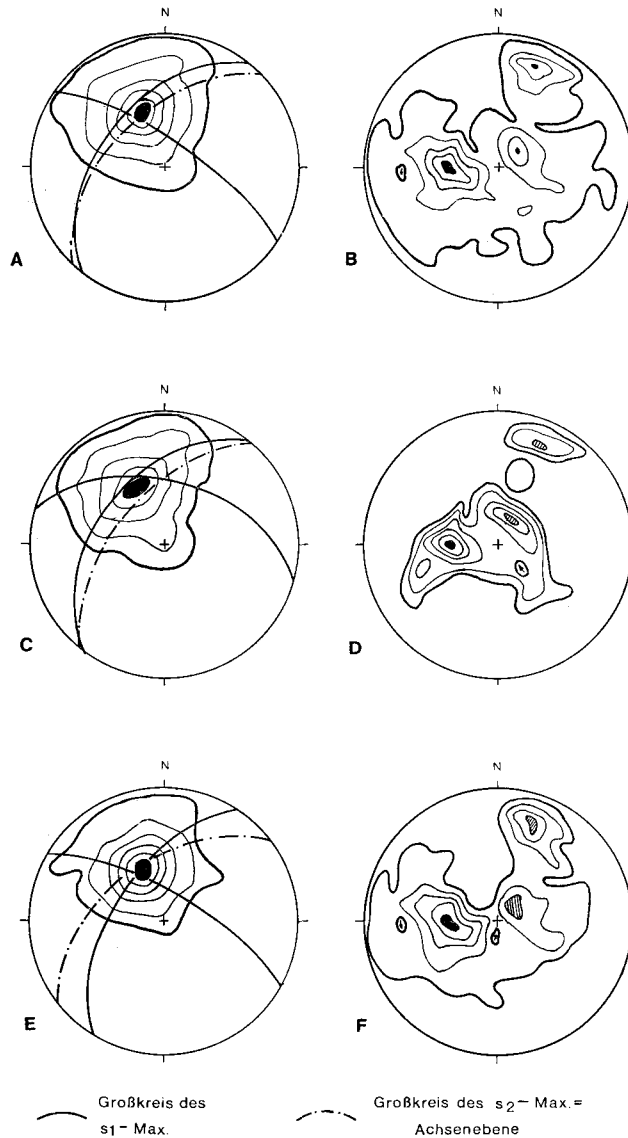 N
N
A
B
N
N
C
D
N
N
E
F
Großkreis des
s1- Max.
Großkreis des s2- Max.=
Achsenebene